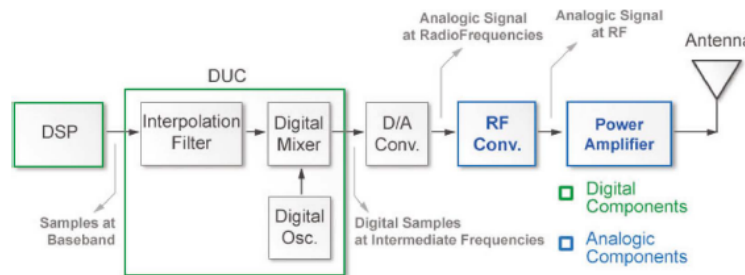 Analogic Signal
at RadioFrequencies
Analogic Signal
at RF
Antenna
DUC
DSP
Interpolation
Filter
Digital
Mixer
D/A
Conv.
RF
Conv.
Power
Amplifier
Digital
Osc.
Samples at
Baseband
Digital Samples
at Intermediate Frequencies
Digital
Components
Analogic
Components